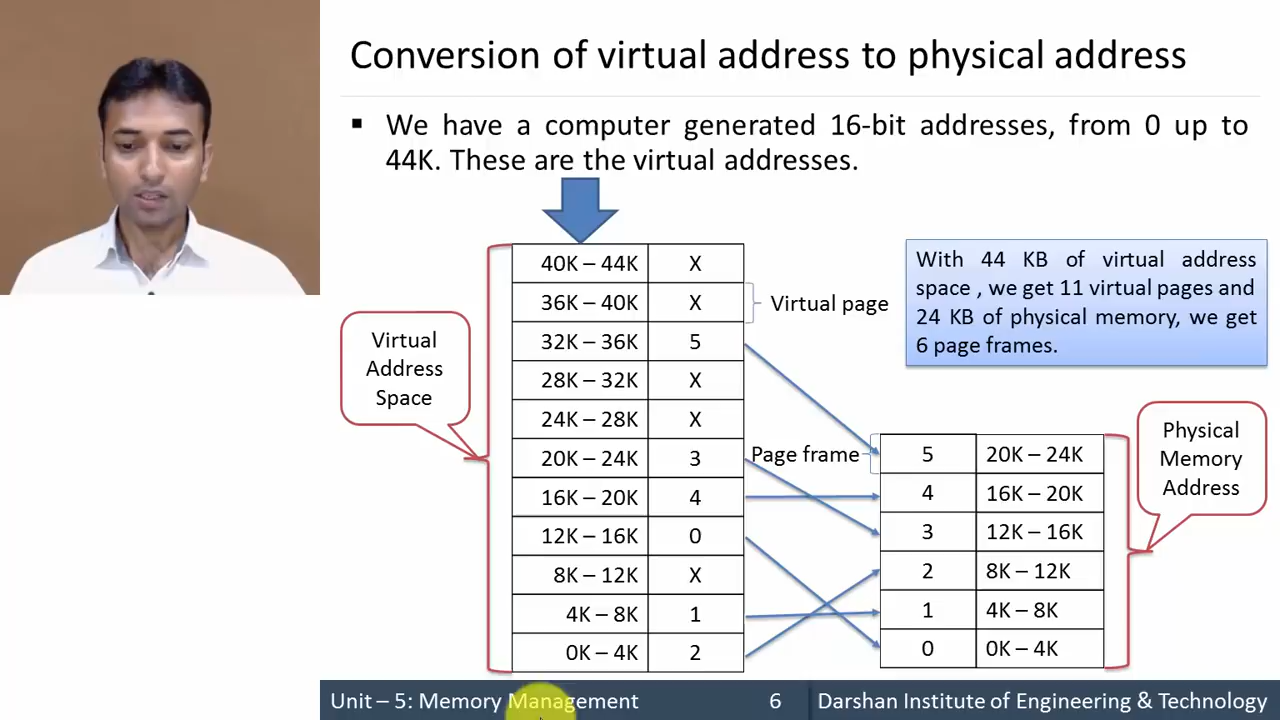 Conversion of virtual address to physical address
▪ We have a computer generated 16-bit addresses, from 0 up to
44K. These are the virtual addresses.
40K – 44K X
36K – 40K X
32K – 36K 5
28K – 32K X
24K – 28K X
20K – 24K 3
16K – 20K 4
12K – 16K 0
8K – 12K X
4K – 8K 1
0K – 4K 2
Virtual
Address
Space
Virtual page
With 44 KB of virtual address
space , we get 11 virtual pages and
24 KB of physical memory, we get
6 page frames.
Page frame
5 20K – 24K
4 16K – 20K
3 12K – 16K
2 8K – 12K
1 4K – 8K
0 0K – 4K
Physical
Memory
Address
Unit – 5: Memory Management 6 Darshan Institute of Engineering & Technology